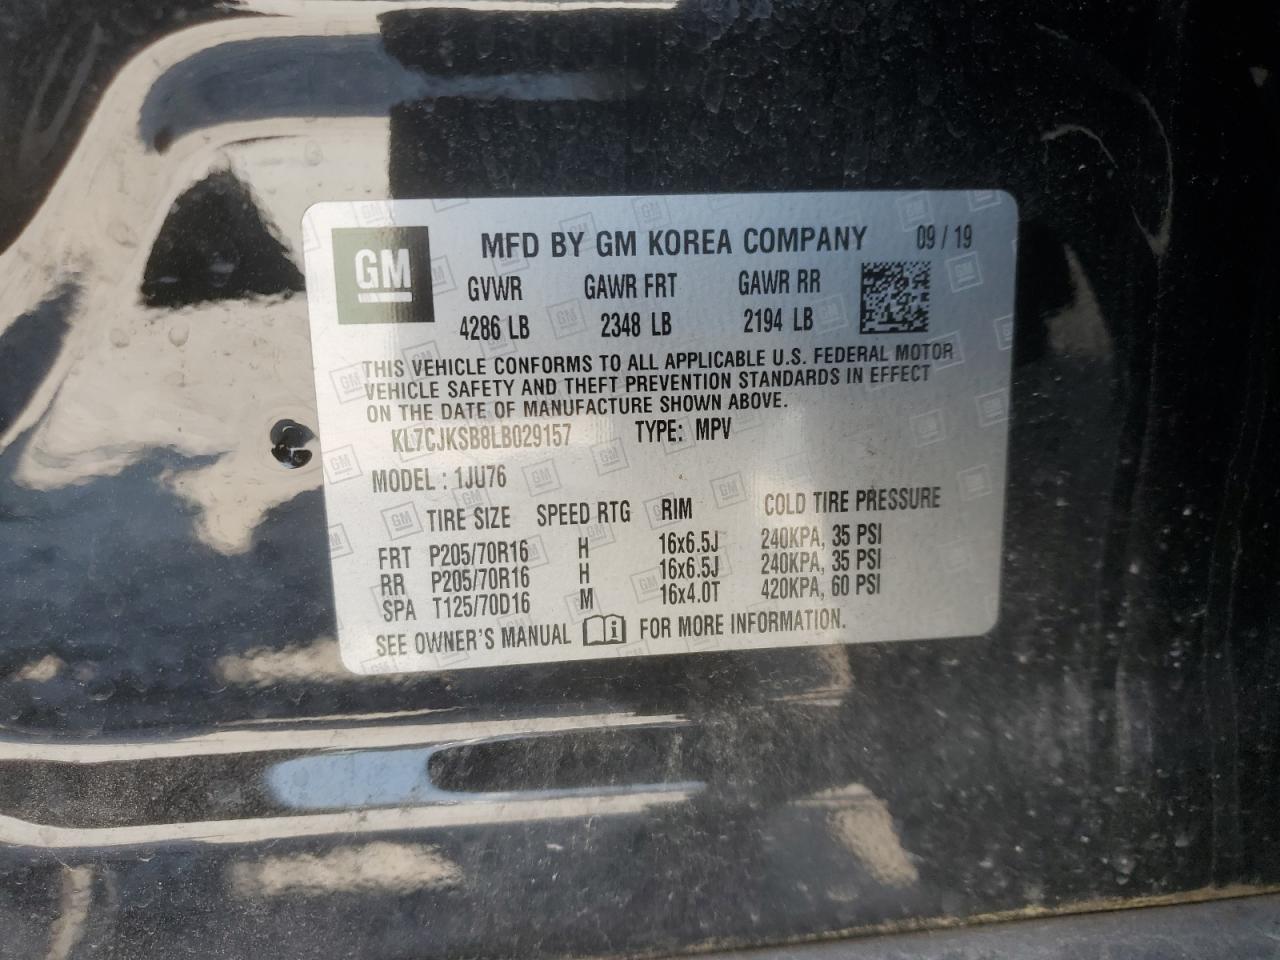 GM
MFD BY GM KOREA COMPANY 09 / 19
GVWR GAWR FRT GAWR RR
4286 LB 2348 LB 2194 LB
THIS VEHICLE CONFORMS TO ALL APPLICABLE U.S. FEDERAL MOTOR
VEHICLE SAFETY AND THEFT PREVENTION STANDARDS IN EFFECT
ON THE DATE OF MANUFACTURE SHOWN ABOVE.
KL7CJKSB8LB029157 TYPE: MPV
MODEL : 1JU76
TIRE SIZE SPEED RTG RIM COLD TIRE PRESSURE
FRT P205/70R16 H 16x6.5J 240KPA, 35 PSI
RR P205/70R16 H 16x6.5J 240KPA, 35 PSI
SPA T125/70D16 M 16x4.0T 420KPA, 60 PSI
SEE OWNER'S MANUAL FOR MORE INFORMATION.